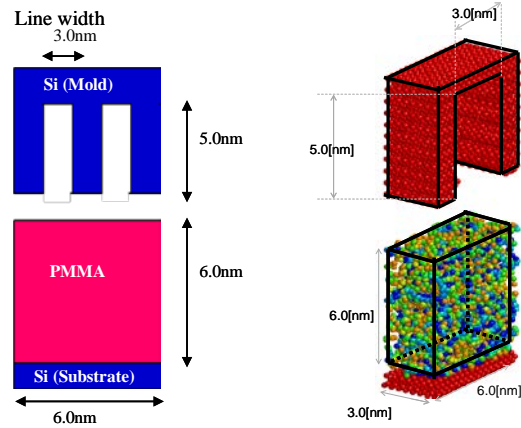 Line width
3.0nm
Si (Mold)
5.0nm
PMMA
6.0nm
Si (Substrate)
6.0nm
3.0[nm]
5.0[nm]
6.0[nm]
3.0[nm]
6.0[nm]